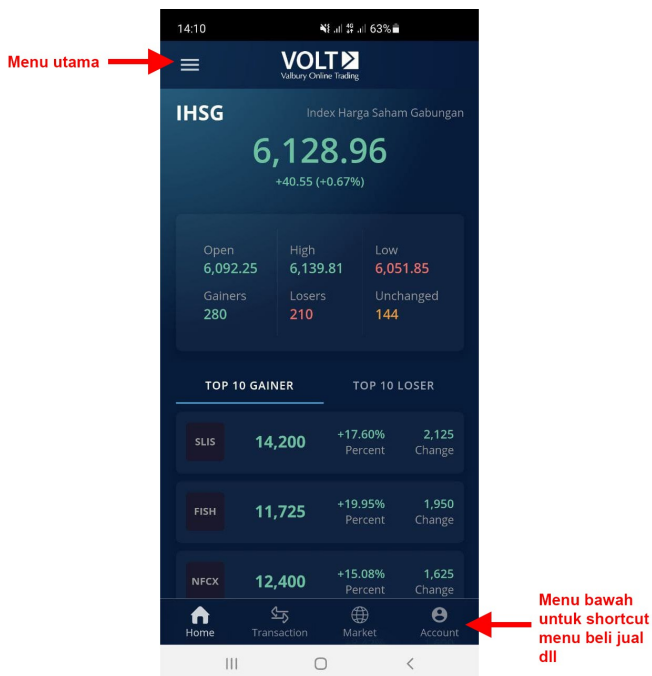 14:10
63%
Menu utama
VOLT
Valbury Online Trading
IHSG
Index Harga Saham Gabungan
6,128.96
+40.55 (+0.67%)
Open High Low
6,092.25 6,139.81 6,051.85
Gainers Losers Unchanged
280 210 144
TOP 10 GAINER TOP 10 LOSER
SLIS 14,200 +17.60% 2,125
Percent Change
FISH 11,725 +19.95% 1,950
Percent Change
NFCX 12,400 +15.08% 1,625
Percent Change
Home Transaction Market Account
Menu bawah
untuk shortcut
menu beli jual
dll